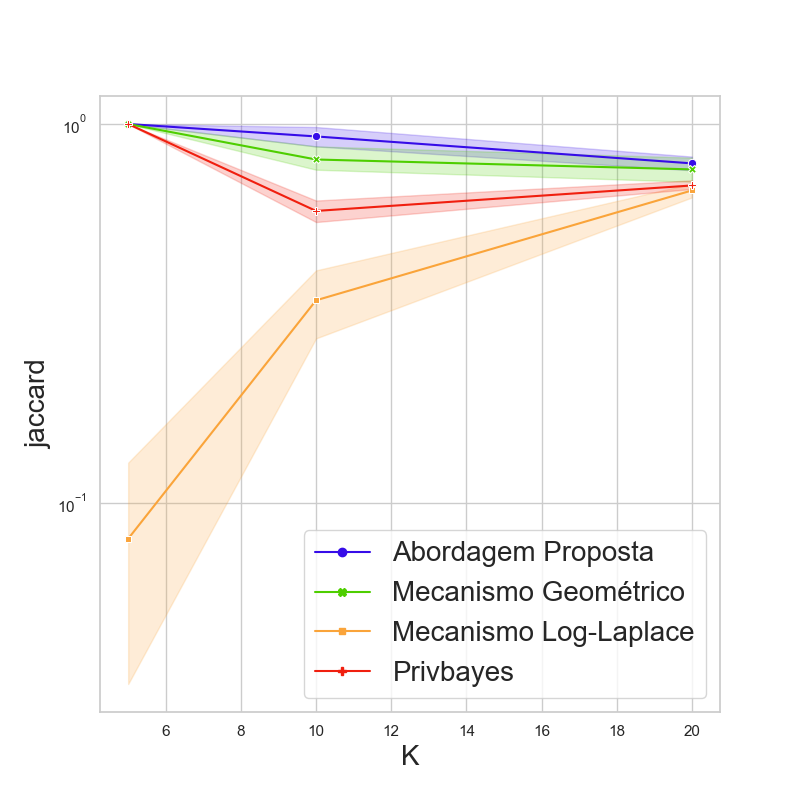 10⁰
10⁻¹
jaccard
Abordagem Proposta
Mecanismo Geométrico
Mecanismo Log-Laplace
Privbayes
6 8 10 12 14 16 18 20
K